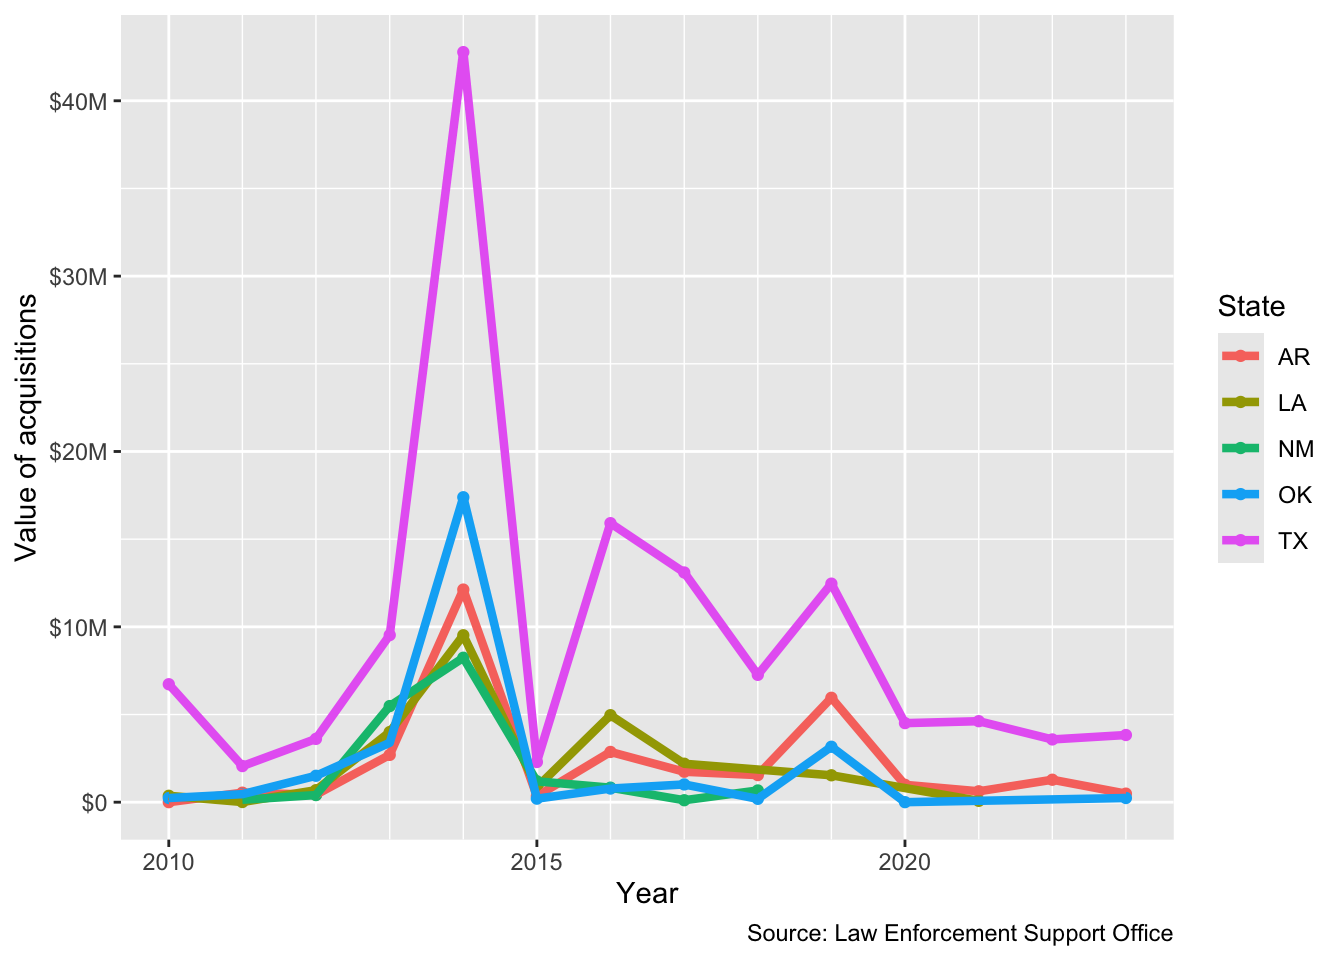 Value of acquisitions
$40M
$30M
$20M
$10M
$0
2010 2015 2020
Year
State
AR
LA
NM
OK
TX
Source: Law Enforcement Support Office